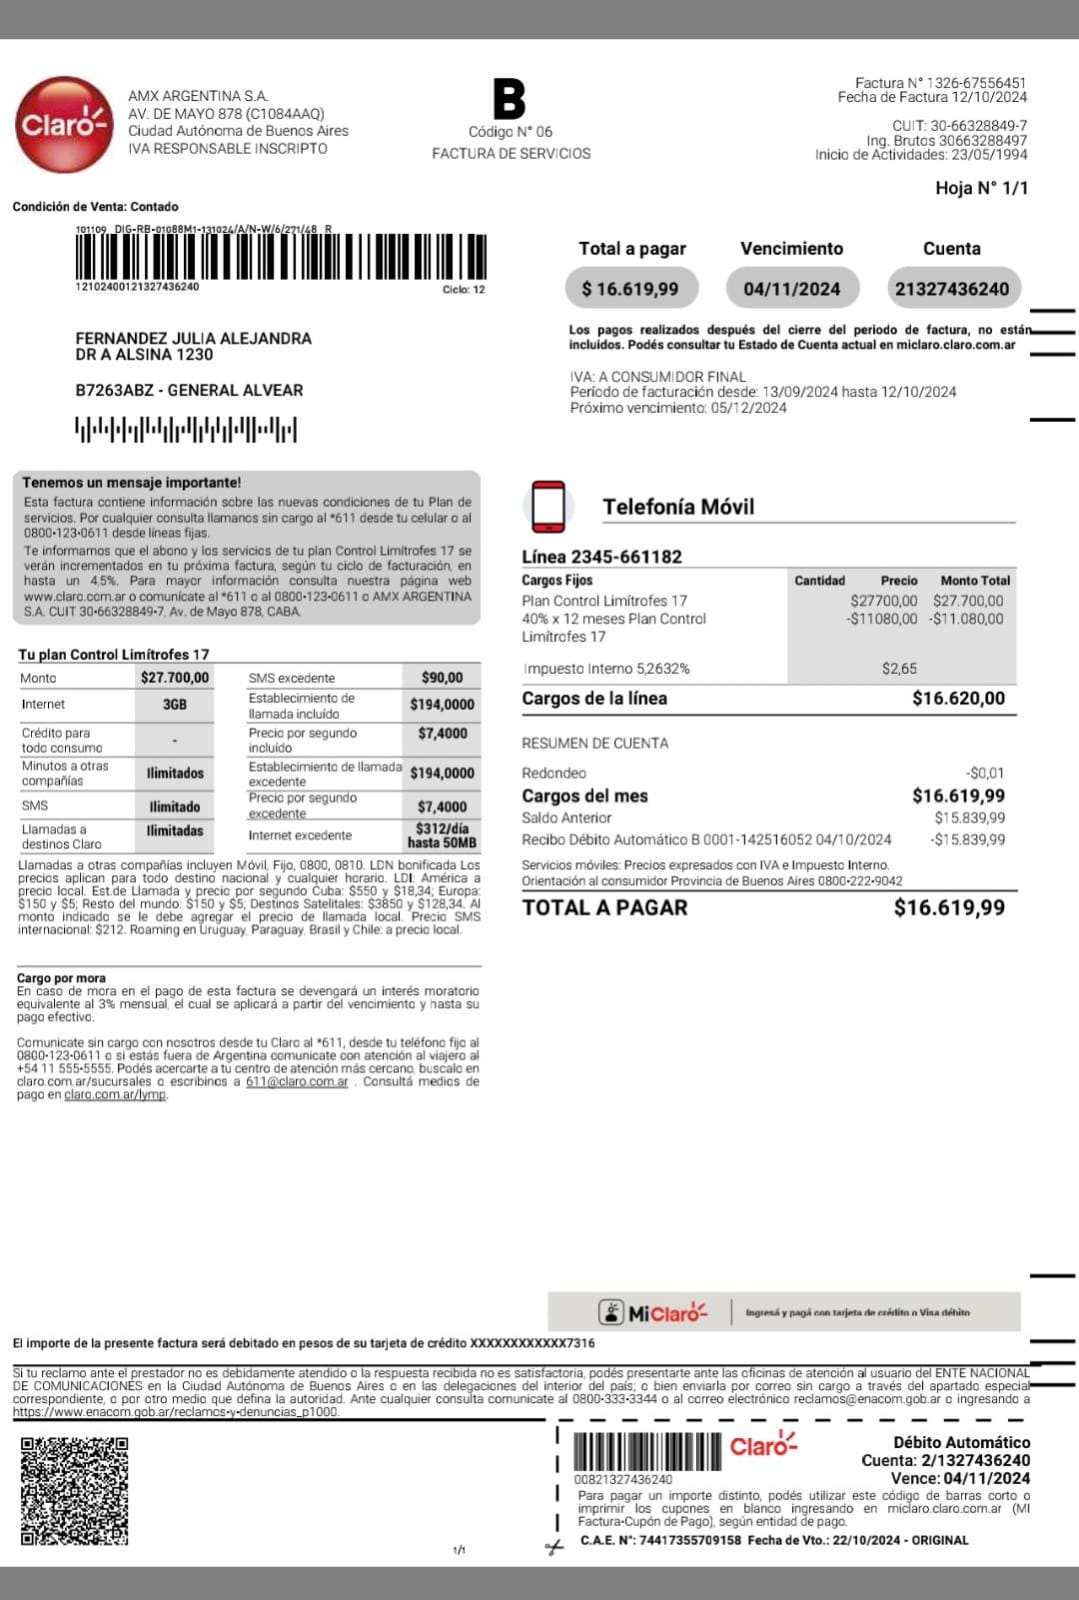 Claro
AMX ARGENTINA S.A.
AV. DE MAYO 878 (C1084AAQ)
Ciudad Autónoma de Buenos Aires
IVA RESPONSABLE INSCRIPTO
B
Código N° 06
FACTURA DE SERVICIOS
Factura N° 1326-67556451
Fecha de Factura 12/10/2024
CUIT: 30-66328849-7
Ing. Brutos 30663288497
Inicio de Actividades: 23/05/1994
Hoja N° 1/1
Condición de Venta: Contado
101109 DIG-RB-01088M1-131024/A/N-W/6/271/48 R
12102400121327436240
Ciclo: 12
Total a pagar Vencimiento Cuenta
$ 16.619,99 04/11/2024 21327436240
Los pagos realizados después del cierre del periodo de factura, no están
incluidos. Podés consultar tu Estado de Cuenta actual en miclaro.claro.com.ar
FERNANDEZ JULIA ALEJANDRA
DR A ALSINA 1230
B7263ABZ - GENERAL ALVEAR
IVA: A CONSUMIDOR FINAL
Período de facturación desde: 13/09/2024 hasta 12/10/2024
Próximo vencimiento: 05/12/2024
Tenemos un mensaje importante!
Esta factura contiene información sobre las nuevas condiciones de tu Plan de
servicios. Por cualquier consulta llamanos sin cargo al *611 desde tu celular o al
0800-123-0611 desde líneas fijas.
Te informamos que el abono y los servicios de tu plan Control Limítrofes 17 se
verán incrementados en tu próxima factura, según tu ciclo de facturación, en
hasta un 4,5%. Para mayor información consulta nuestra página web
www.claro.com.ar o comunícate al *611 o al 0800-123-0611 o AMX ARGENTINA
S.A. CUIT 30-66328849-7, Av. de Mayo 878, CABA.
Tu plan Control Limítrofes 17
Monto $27.700,00 SMS excedente $90,00
Internet 3GB Establecimiento de llamada incluído $194,0000
Crédito para todo consumo - Precio por segundo incluído $7,4000
Minutos a otras compañías Ilimitados Establecimiento de llamada excedente $194,0000
SMS Ilimitado Precio por segundo excedente $7,4000
Llamadas a destinos Claro Ilimitadas Internet excedente $312/día hasta 50MB
Llamadas a otras compañías incluyen Móvil, Fijo, 0800, 0810. LDN bonificada Los
precios aplican para todo destino nacional y cualquier horario. LDI: América a
precio local. Est.de Llamada y precio por segundo Cuba: $550 y $18,34; Europa:
$150 y $5; Resto del mundo: $150 y $5; Destinos Satelitales: $3850 y $128,34. Al
monto indicado se le debe agregar el precio de llamada local. Precio SMS
internacional: $212. Roaming en Uruguay, Paraguay, Brasil y Chile: a precio local.
Cargo por mora
En caso de mora en el pago de esta factura se devengará un interés moratorio
equivalente al 3% mensual, el cual se aplicará a partir del vencimiento y hasta su
pago efectivo.
Comunicate sin cargo con nosotros desde tu Claro al *611, desde tu teléfono fijo al
0800-123-0611 o si estás fuera de Argentina comunicate con atención al viajero al
+54 11 555-5555. Podés acercarte a tu centro de atención más cercano, buscalo en
claro.com.ar/sucursales o escribinos a 611@claro.com.ar . Consultá medios de
pago en claro.com.ar/lymp.
Telefonía Móvil
Línea 2345-661182
Cargos Fijos Cantidad Precio Monto Total
Plan Control Limítrofes 17 $27700,00 $27.700,00
40% x 12 meses Plan Control -$11080,00 -$11.080,00
Limítrofes 17
Impuesto Interno 5,2632% $2,65
Cargos de la línea $16.620,00
RESUMEN DE CUENTA
Redondeo -$0,01
Cargos del mes $16.619,99
Saldo Anterior $15.839,99
Recibo Débito Automático B 0001-142516052 04/10/2024 -$15.839,99
Servicios móviles: Precios expresados con IVA e Impuesto Interno.
Orientación al consumidor Provincia de Buenos Aires 0800-222-9042
TOTAL A PAGAR $16.619,99
MiClaro Ingresá y pagá con tarjeta de crédito o Visa débito
El importe de la presente factura será debitado en pesos de su tarjeta de crédito XXXXXXXXXXXX7316
Si tu reclamo ante el prestador no es debidamente atendido o la respuesta recibida no es satisfactoria, podés presentarte ante las oficinas de atención al usuario del ENTE NACIONAL
DE COMUNICACIONES en la Ciudad Autónoma de Buenos Aires o en las delegaciones del interior del país; o bien enviarla por correo sin cargo a través del apartado especial
correspondiente, o por otro medio que defina la autoridad. Ante cualquier consulta comunicate al 0800-333-3344 o al correo electrónico reclamos@enacom.gob.ar o ingresando a
https://www.enacom.gob.ar/reclamos-y-denuncias_p1000.
Claro
00821327436240
Débito Automático
Cuenta: 2/1327436240
Vence: 04/11/2024
Para pagar un importe distinto, podés utilizar este código de barras corto o
imprimir los cupones en blanco ingresando en miclaro.claro.com.ar (MI
Factura-Cupón de Pago), según entidad de pago.
C.A.E. N°: 74417355709158 Fecha de Vto.: 22/10/2024 - ORIGINAL
1/1